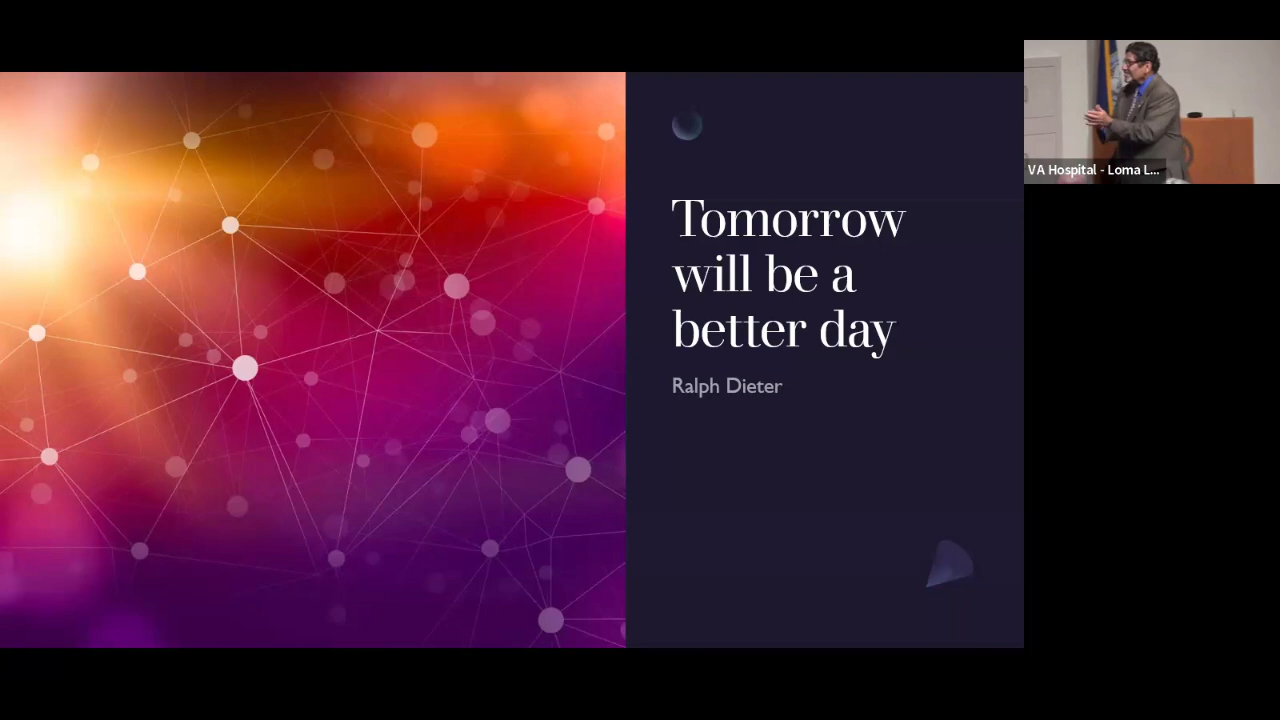 Tomorrow
will be a
better day
Ralph Dieter
VA Hospital - Loma L...